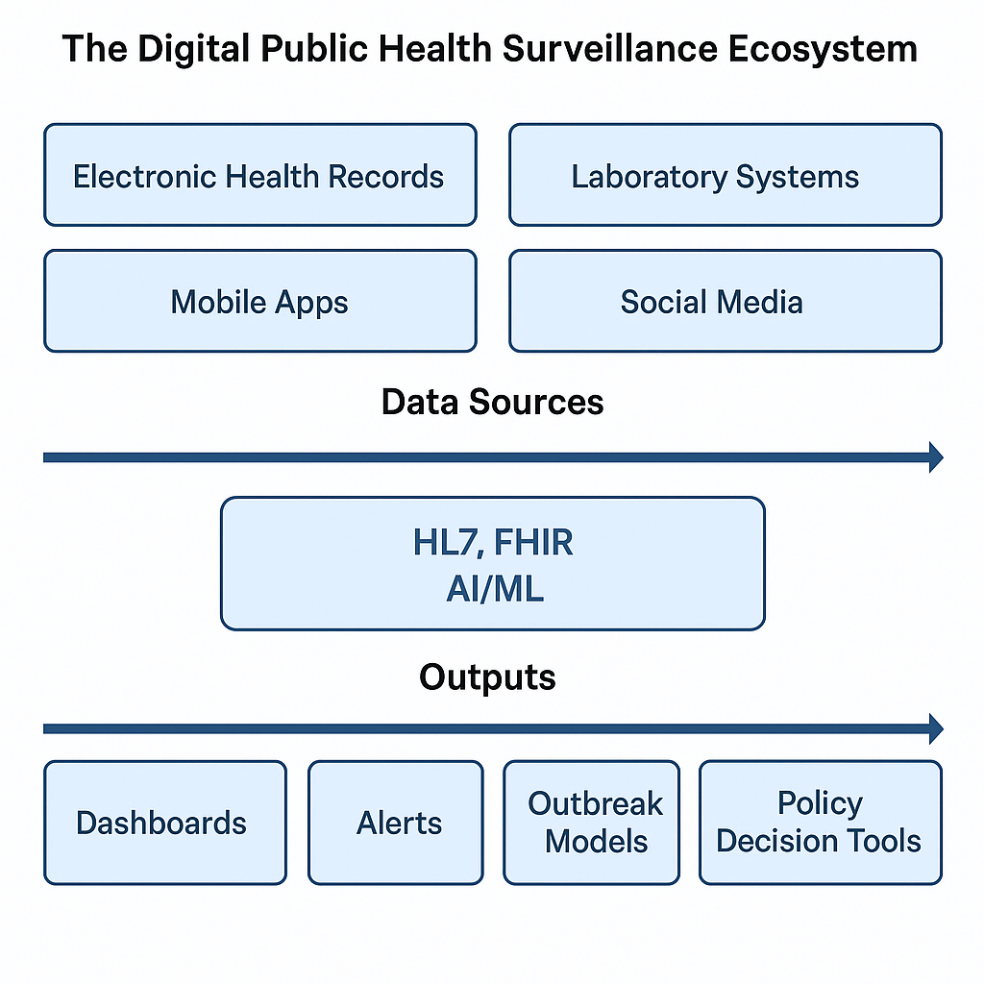 The Digital Public Health Surveillance Ecosystem
Electronic Health Records
Laboratory Systems
Mobile Apps
Social Media
Data Sources
HL7, FHIR
AI/ML
Outputs
Dashboards
Alerts
Outbreak
Models
Policy
Decision Tools